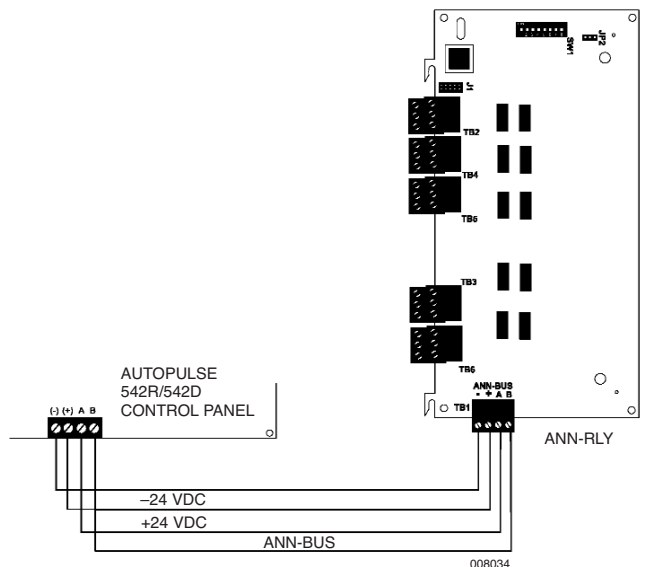 SW1
JP2
J1
TB2
TB4
TB5
TB3
TB6
AUTOPULSE
542R/542D
CONTROL PANEL
(-) (+) A B
ANN-BUS
- + A B
TB1
ANN-RLY
–24 VDC
+24 VDC
ANN-BUS
008034